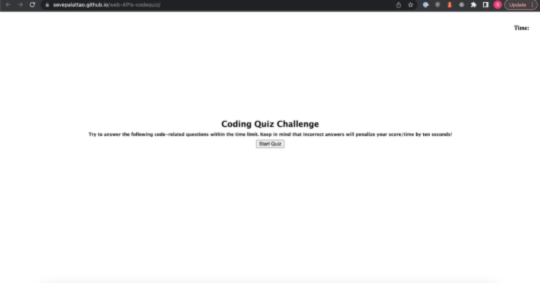 sevepalattao.github.io/web-APIs-codequiz/
Update
Time:
Coding Quiz Challenge
Try to answer the following code-related questions within the time limit. Keep in mind that incorrect answers will penalize your score/time by ten seconds!
Start Quiz